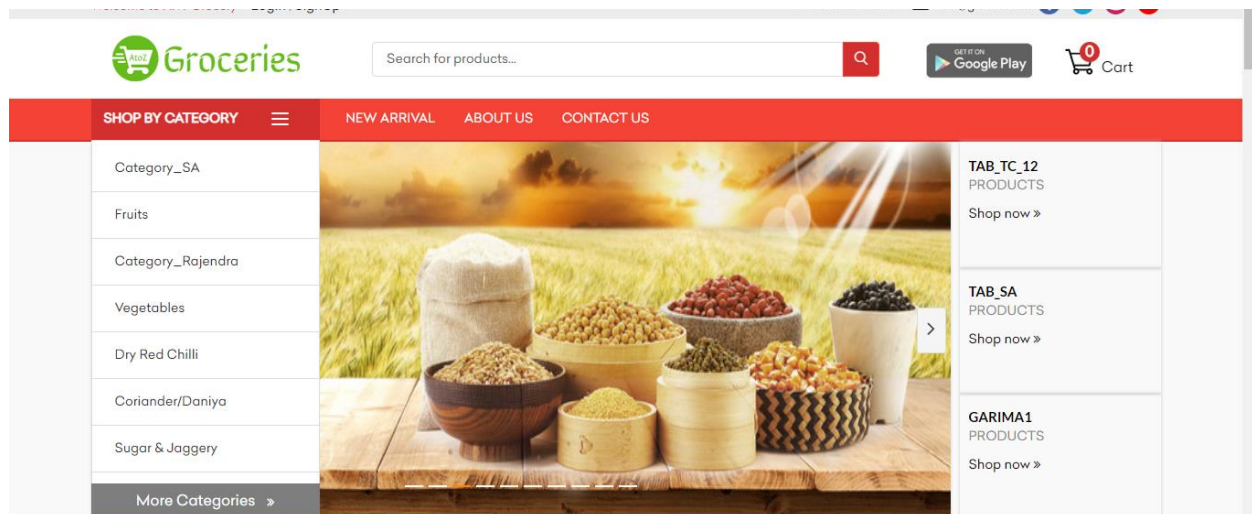 AtoZ Groceries
Search for products...
GET IT ON
Google Play
0
Cart
SHOP BY CATEGORY
NEW ARRIVAL ABOUT US CONTACT US
Category_SA
Fruits
Category_Rajendra
Vegetables
Dry Red Chilli
Coriander/Daniya
Sugar & Jaggery
More Categories »
TAB_TC_12
PRODUCTS
Shop now »
TAB_SA
PRODUCTS
Shop now »
GARIMA1
PRODUCTS
Shop now »